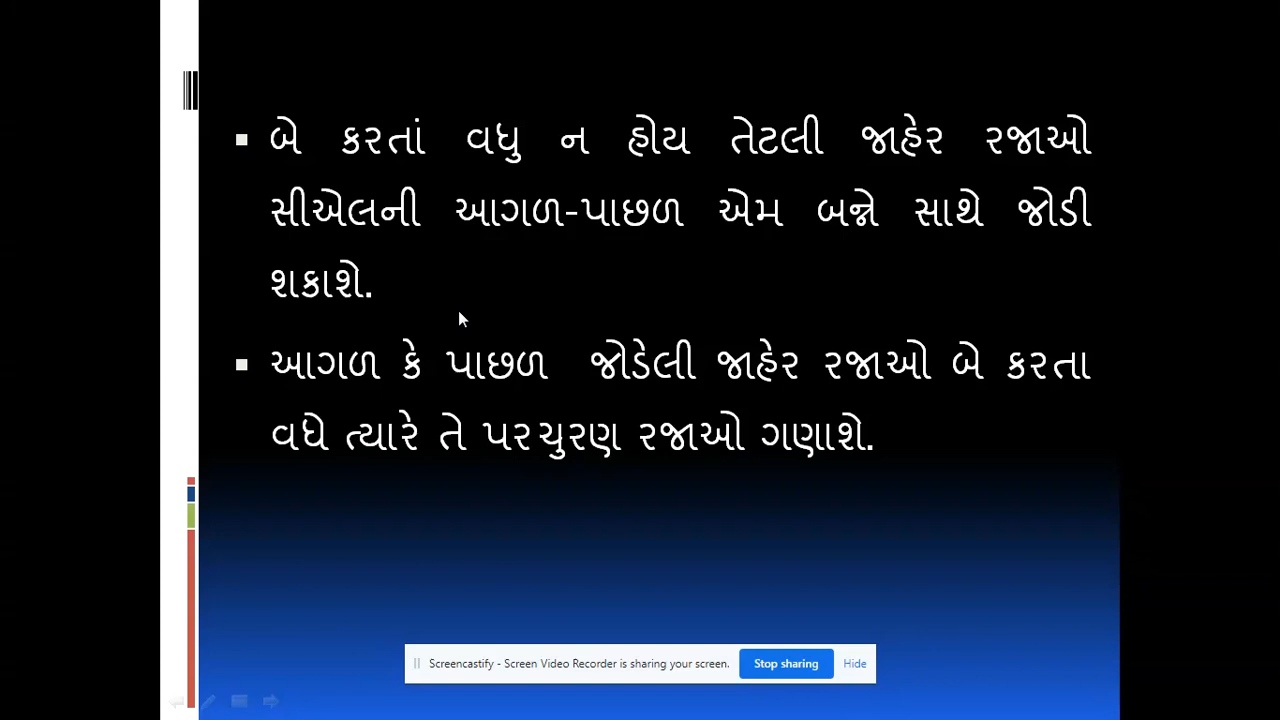 ▪ બે કરતાં વધુ ન હોય તેટલી જાહેર રજાઓ
સીએલની આગળ-પાછળ એમ બન્ને સાથે જોડી
શકાશે.
▪ આગળ કે પાછળ જોડેલી જાહેર રજાઓ બે કરતા
વધે ત્યારે તે પરચુરણ રજાઓ ગણાશે.
Screencastify - Screen Video Recorder is sharing your screen. Stop sharing Hide